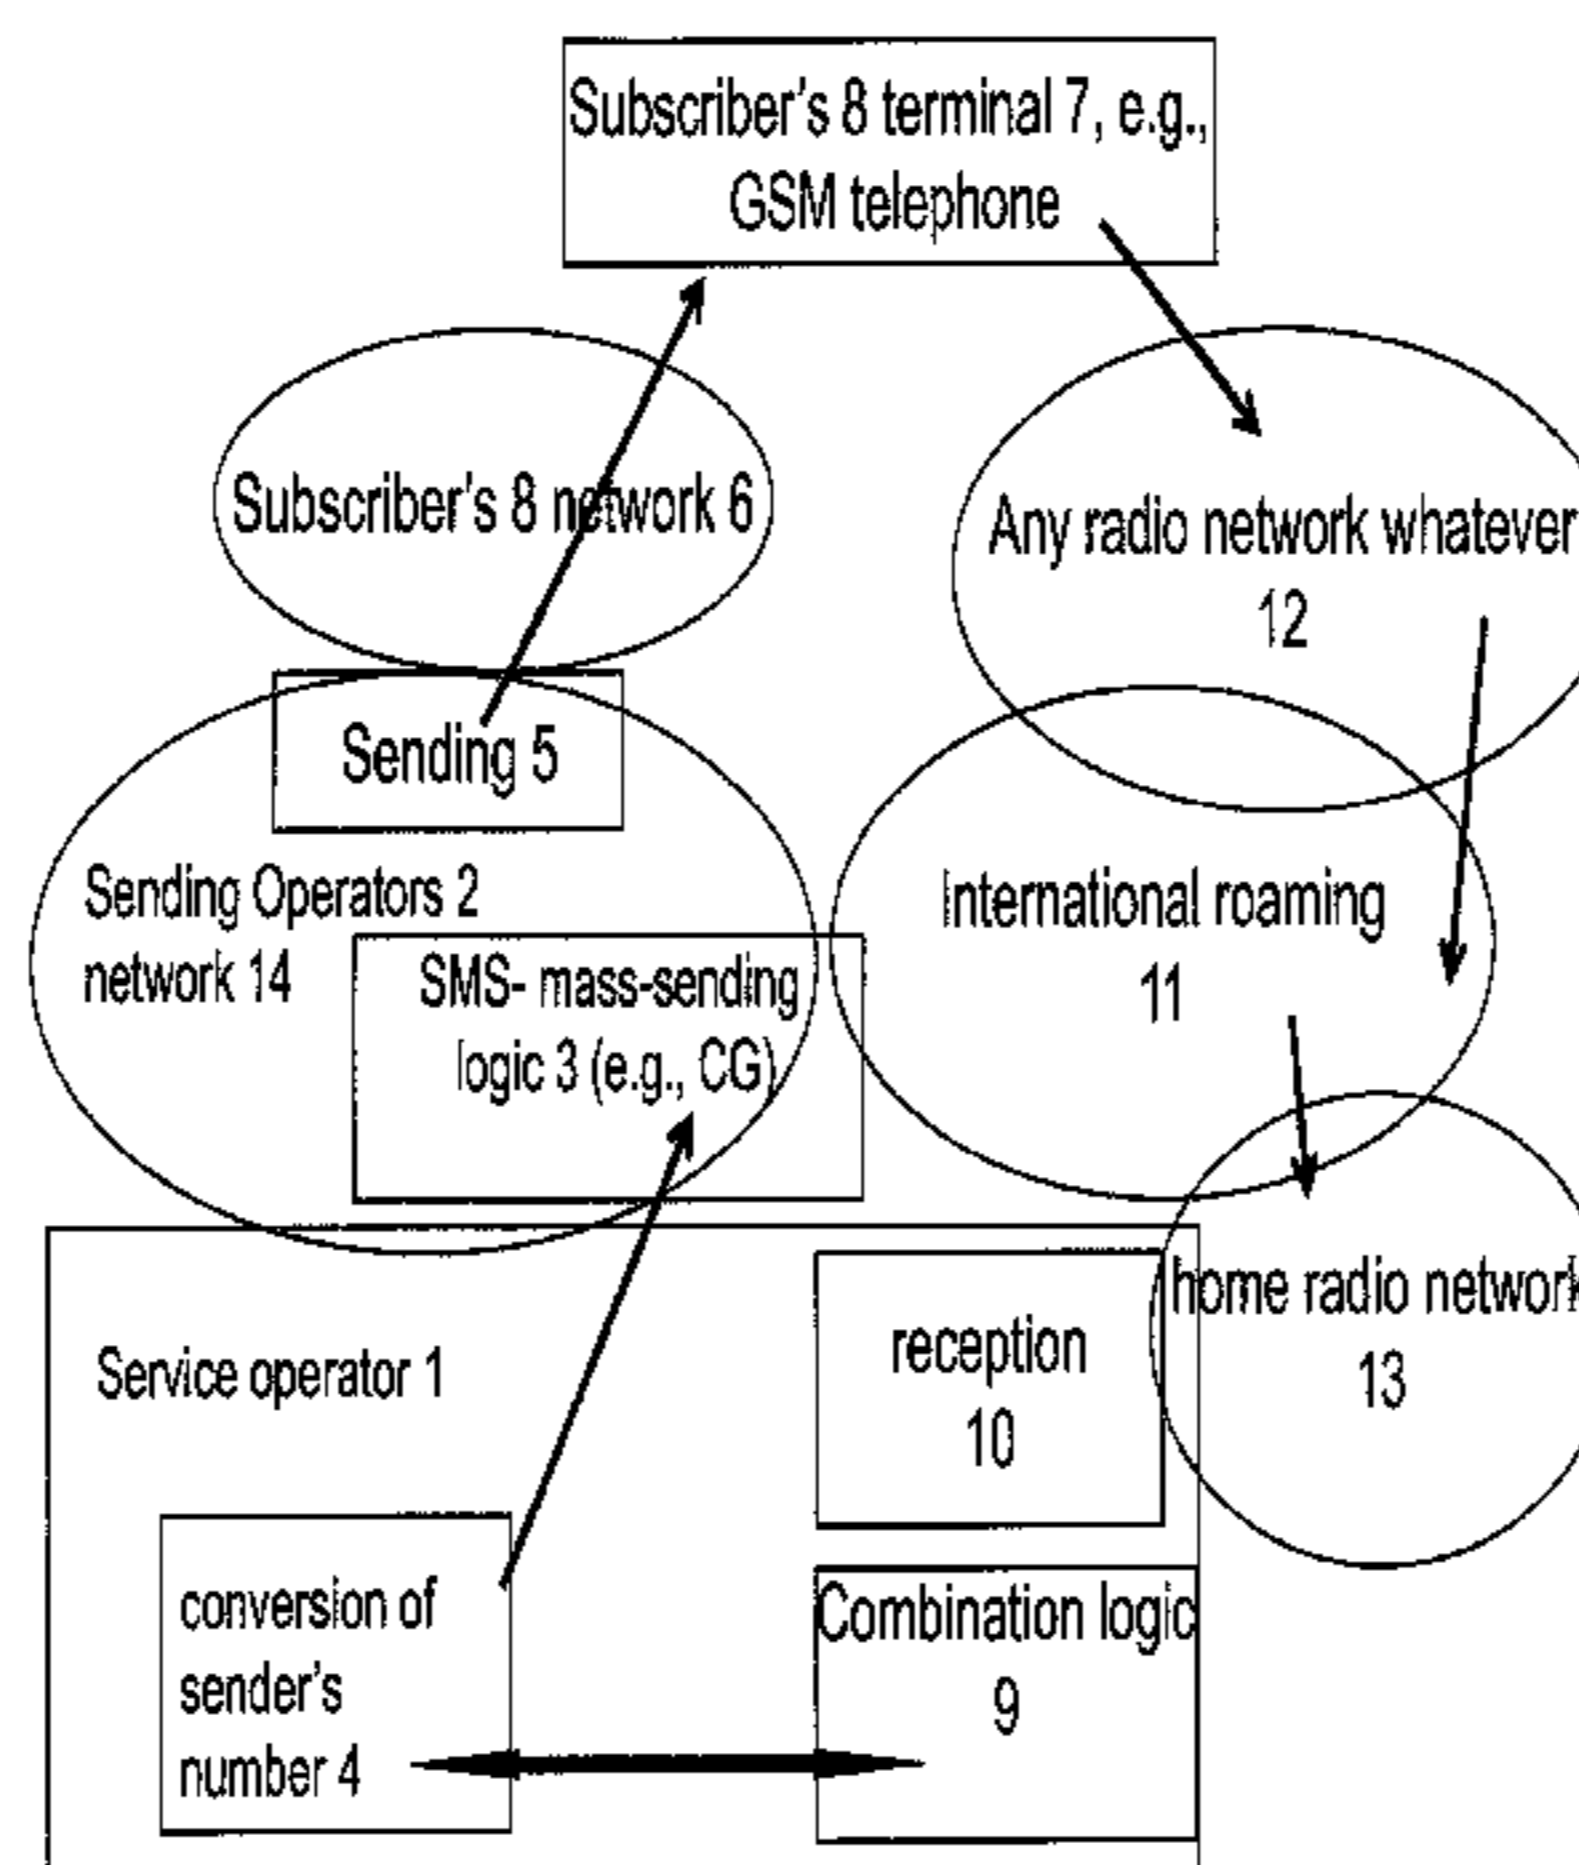 Subscriber's 8 terminal 7, e.g.,
GSM telephone
Subscriber's 8 network 6
Any radio network whatever
12
Sending 5
Sending Operators 2
network 14
SMS- mass-sending
logic 3 (e.g., CG)
International roaming
11
home radio network
13
Service operator 1
reception
10
conversion of
sender's
number 4
Combination logic
9